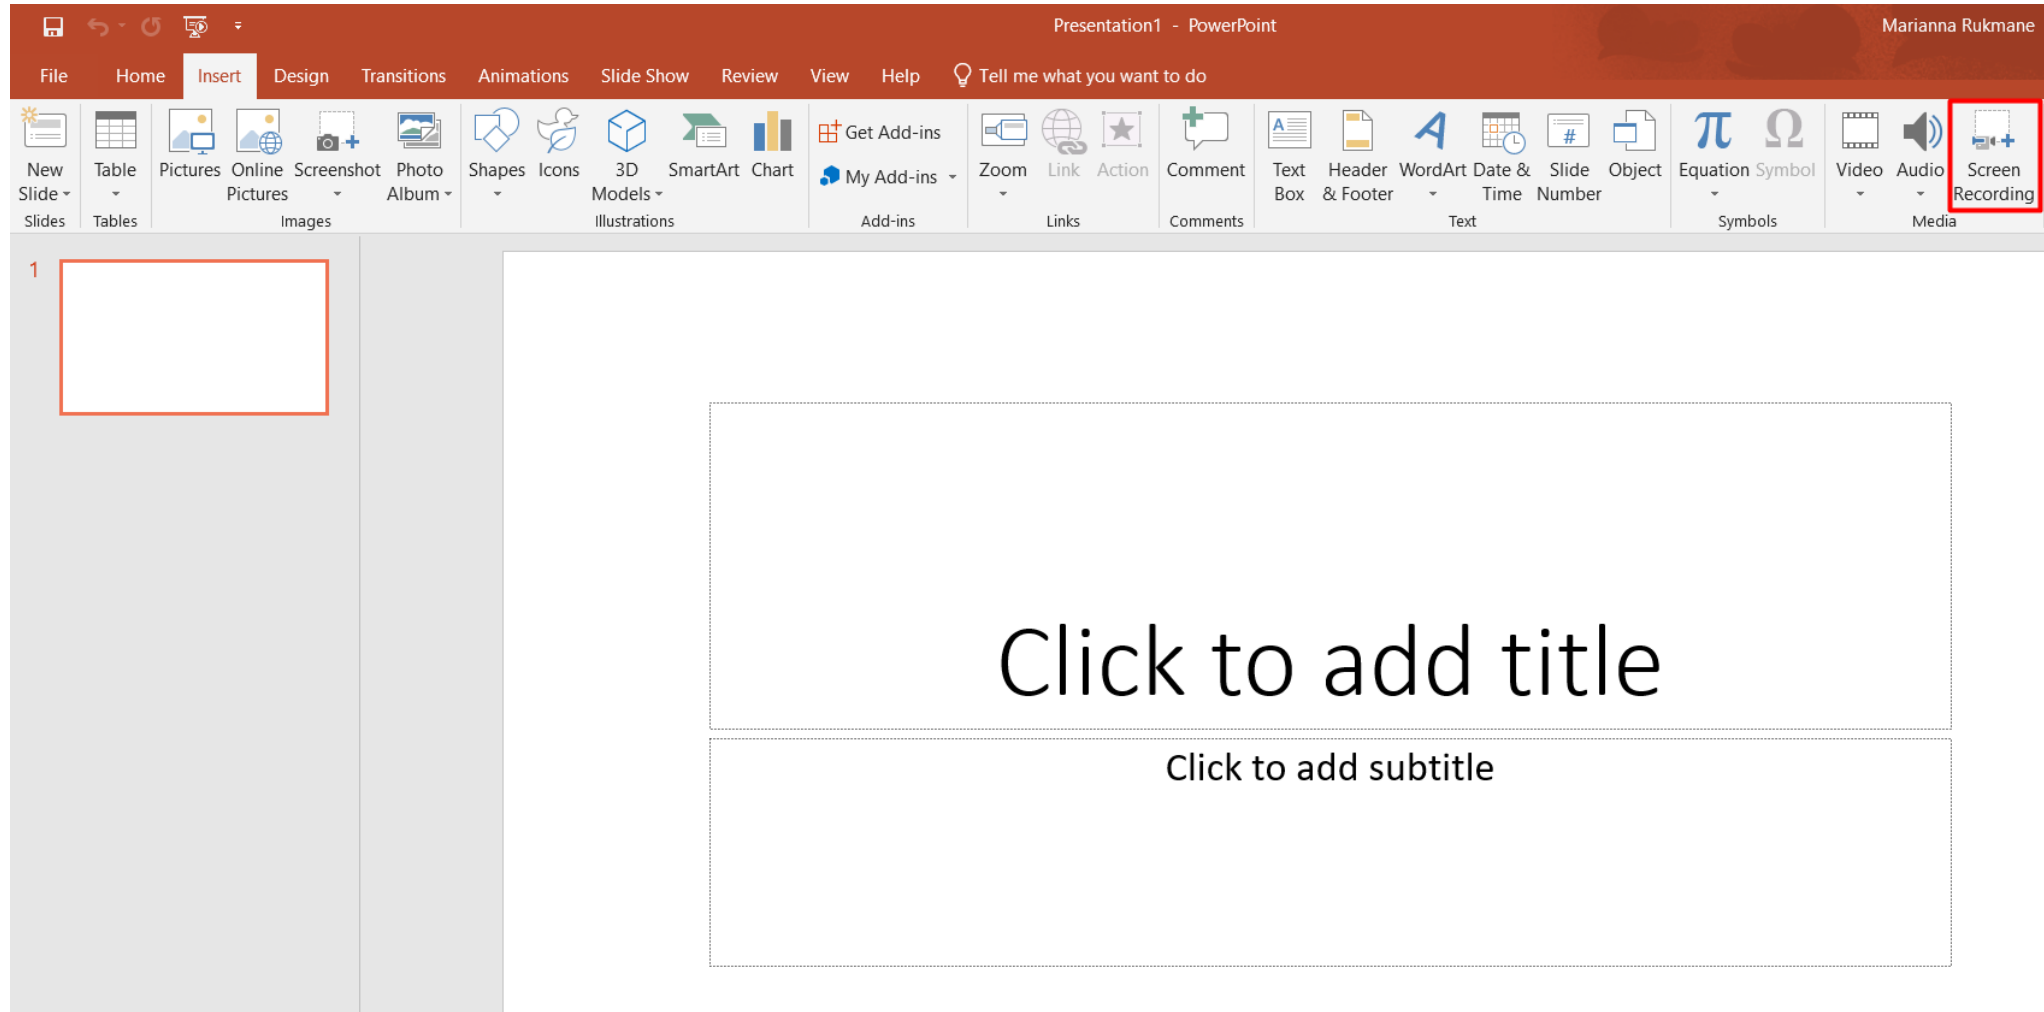 Presentation1 - PowerPoint
Marianna Rukmane
File Home Insert Design Transitions Animations Slide Show Review View Help Tell me what you want to do
New Slide
Table
Pictures
Online Pictures
Screenshot
Photo Album
Shapes
Icons
3D Models
SmartArt
Chart
Get Add-ins
My Add-ins
Zoom
Link
Action
Comment
A
Text Box
Header & Footer
A
WordArt
Date & Time
#
Slide Number
Object
π
Equation
Ω
Symbol
Video
Audio
Screen Recording
Slides Tables Images Illustrations Add-ins Links Comments Text Symbols Media
1
Click to add title
Click to add subtitle